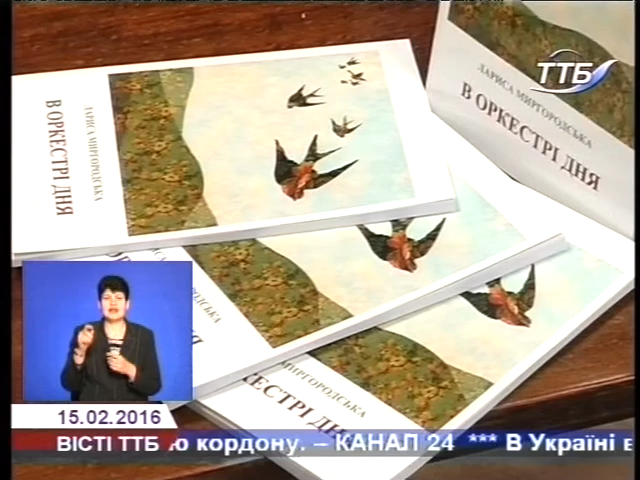 ТТБ
ЛАРИСА МИРГОРОДСЬКА
В ОРКЕСТРІ ДНЯ
ЛАРИСА МИРГОРОДСЬКА
В ОРКЕСТРІ ДНЯ
МИРГОРОДСЬКА
ОРКЕСТРІ ДНЯ
15.02.2016
ВІСТІ ТТБ ю кордону. – КАНАЛ 24 *** В Україні